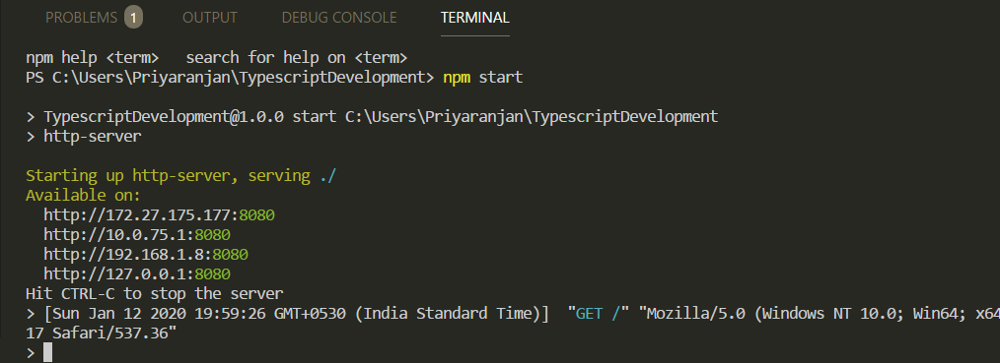 PROBLEMS 1 OUTPUT DEBUG CONSOLE TERMINAL
npm help <term>   search for help on <term>
PS C:\Users\Priyaranjan\TypescriptDevelopment> npm start
> TypescriptDevelopment@1.0.0 start C:\Users\Priyaranjan\TypescriptDevelopment
> http-server
Starting up http-server, serving ./
Available on:
  http://172.27.175.177:8080
  http://10.0.75.1:8080
  http://192.168.1.8:8080
  http://127.0.0.1:8080
Hit CTRL-C to stop the server
> [Sun Jan 12 2020 19:59:26 GMT+0530 (India Standard Time)]  "GET /" "Mozilla/5.0 (Windows NT 10.0; Win64; x64
17 Safari/537.36"
>